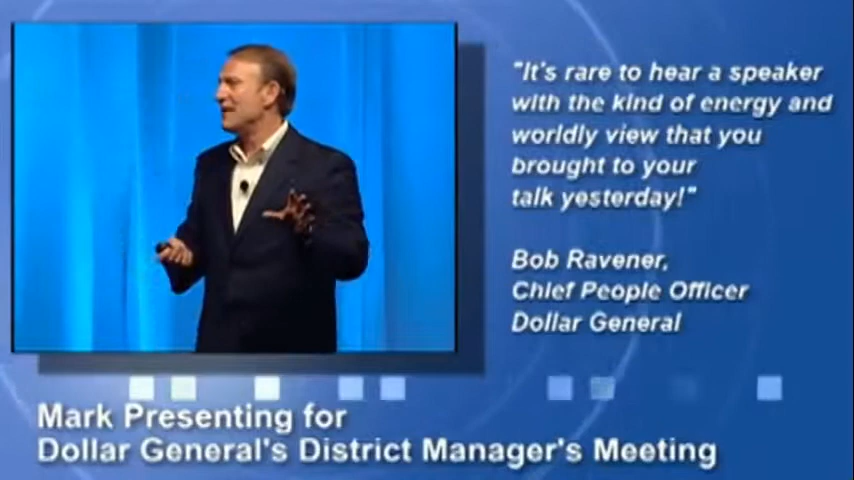 "It's rare to hear a speaker
with the kind of energy and
worldly view that you
brought to your
talk yesterday!"
Bob Ravener,
Chief People Officer
Dollar General
Mark Presenting for
Dollar General's District Manager's Meeting